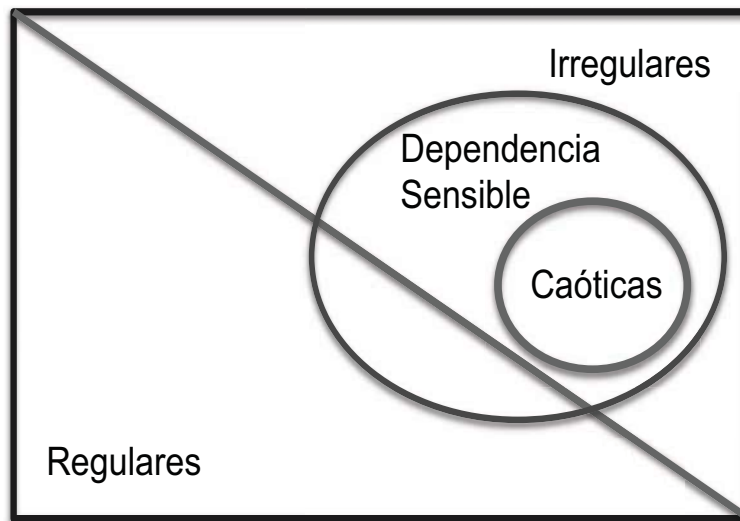 Irregulares
Dependencia
Sensible
Caóticas
Regulares